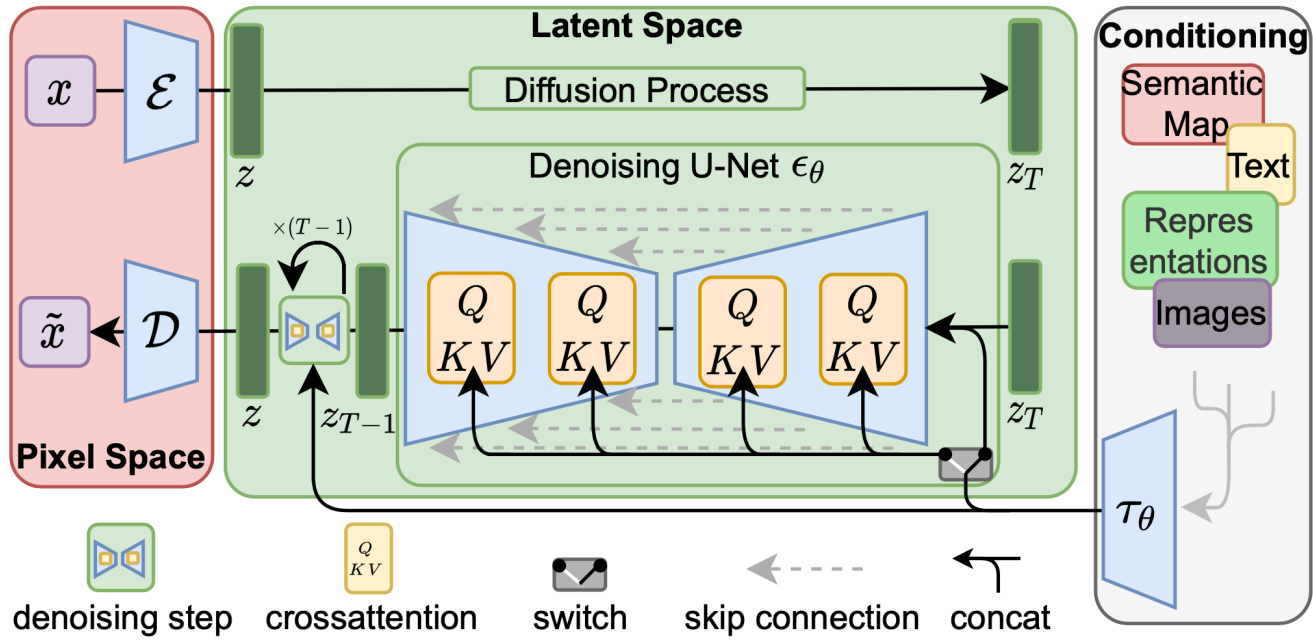 Latent Space
Conditioning
x
ℰ
Diffusion Process
Semantic
Map
Text
z
Denoising U-Net ϵ_θ
z_T
Repres
entations
Images
×(T−1)
x̃
𝒟
Q
KV
Q
KV
Q
KV
Q
KV
z
z_{T−1}
z_T
Pixel Space
τ_θ
Q
KV
denoising step
crossattention
switch
skip connection
concat